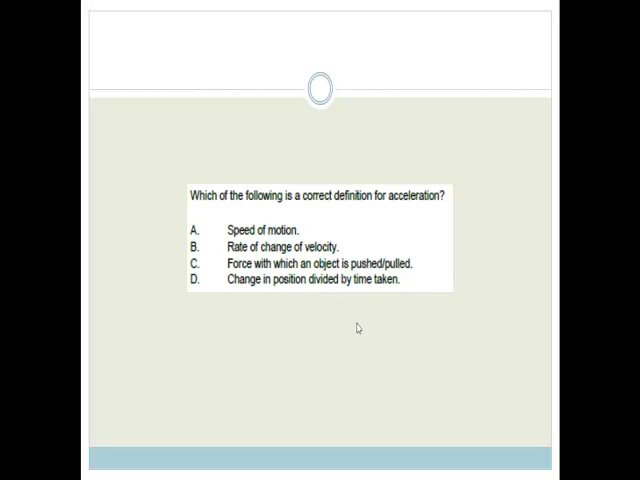 Which of the following is a correct definition for acceleration?
A. Speed of motion.
B. Rate of change of velocity.
C. Force with which an object is pushed/pulled.
D. Change in position divided by time taken.